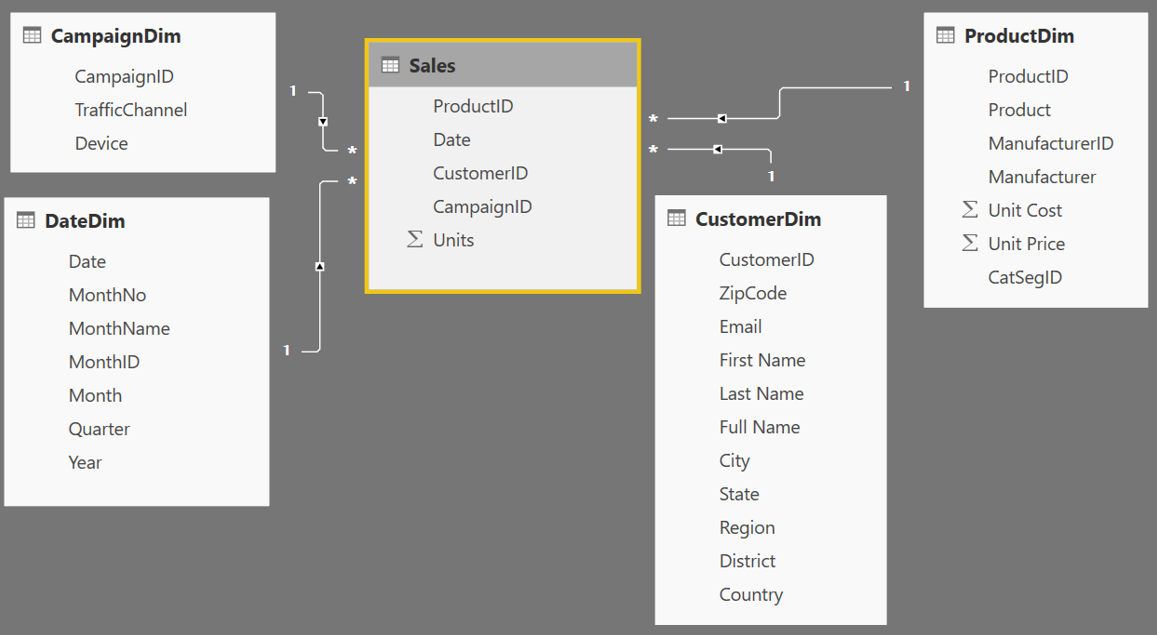 CampaignDim
CampaignID
TrafficChannel
Device
1
*
DateDim
Date
MonthNo
MonthName
MonthID
Month
Quarter
Year
1
*
Sales
ProductID
Date
CustomerID
CampaignID
Σ Units
*
1
*
1
CustomerDim
CustomerID
ZipCode
Email
First Name
Last Name
Full Name
City
State
Region
District
Country
ProductDim
ProductID
Product
ManufacturerID
Manufacturer
Σ Unit Cost
Σ Unit Price
CatSegID